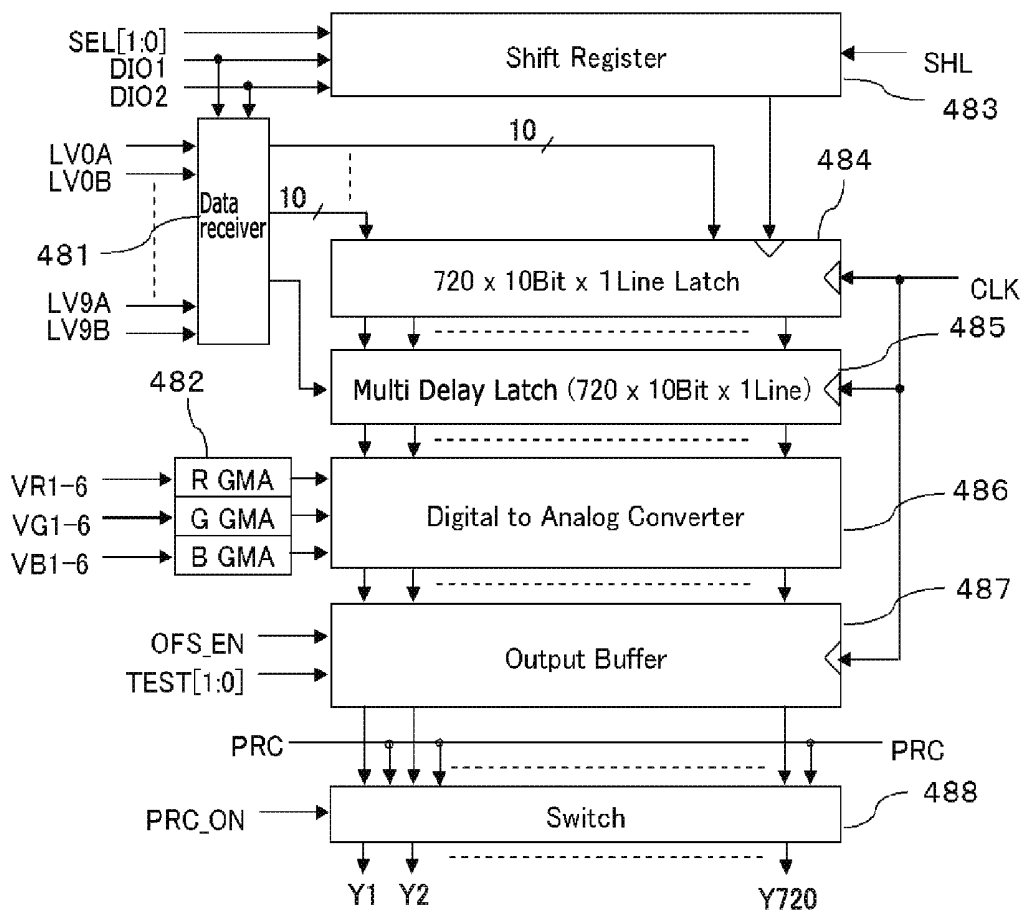 SEL[1:0]
DIO1
DIO2
Shift Register
SHL
483
LV0A
LV0B
10
10
484
Data
receiver
481
720 x 10Bit x 1Line Latch
CLK
LV9A
LV9B
485
482
Multi Delay Latch (720 x 10Bit x 1Line)
VR1-6
R GMA
VG1-6
G GMA
VB1-6
B GMA
Digital to Analog Converter
486
487
OFS_EN
TEST[1:0]
Output Buffer
PRC
PRC
488
PRC_ON
Switch
Y1
Y2
Y720